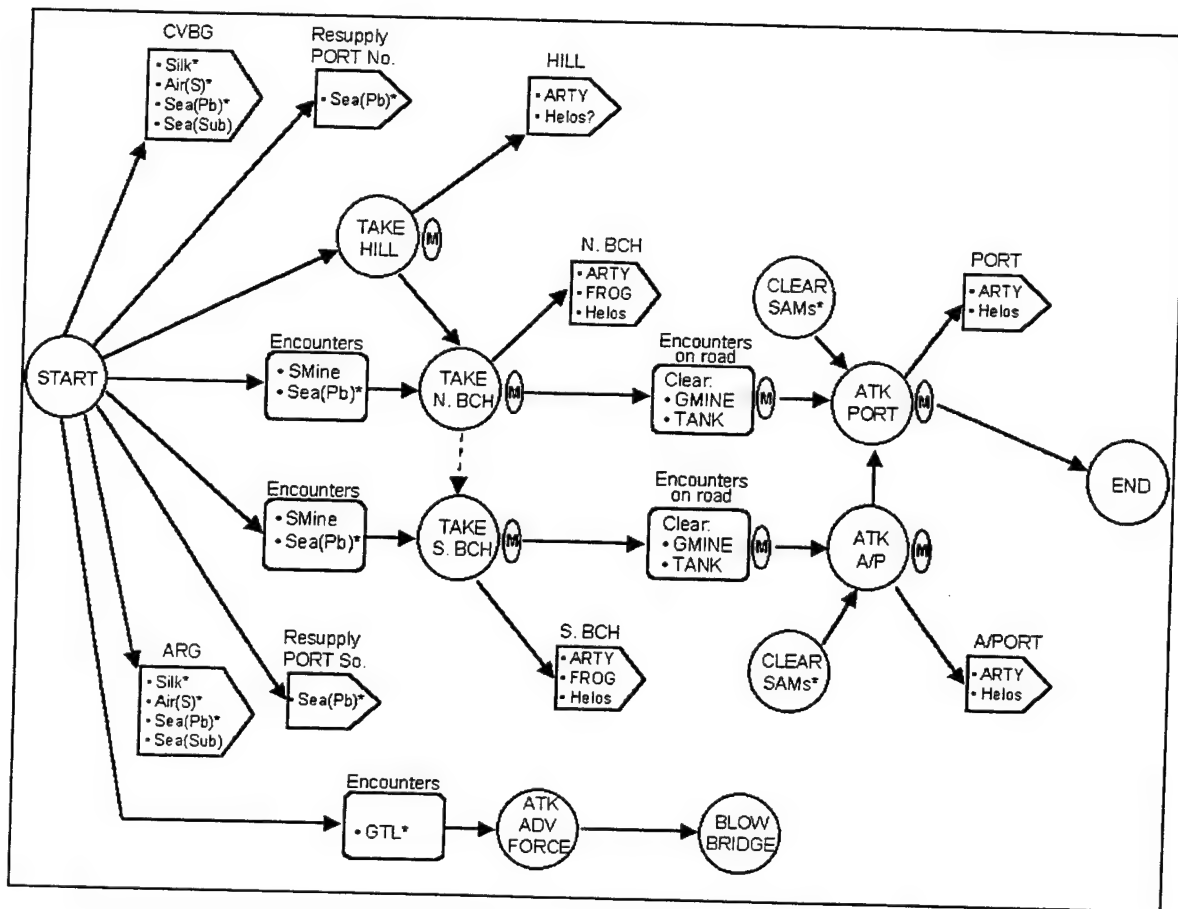 CVBG
• Silk*
• Air(S)*
• Sea(Pb)*
• Sea(Sub)
Resupply
PORT No.
• Sea(Pb)*
HILL
• ARTY
• Helos?
TAKE
HILL
M
N. BCH
• ARTY
• FROG
• Helos
CLEAR
SAMs*
PORT
• ARTY
• Helos
START
Encounters
• SMine
• Sea(Pb)*
TAKE
N. BCH
M
Encounters
on road
Clear:
• GMINE
• TANK
M
ATK
PORT
M
END
Encounters
• SMine
• Sea(Pb)*
TAKE
S. BCH
M
Encounters
on road
Clear:
• GMINE
• TANK
M
ATK
A/P
M
ARG
• Silk*
• Air(S)*
• Sea(Pb)*
• Sea(Sub)
Resupply
PORT So.
• Sea(Pb)*
S. BCH
• ARTY
• FROG
• Helos
CLEAR
SAMs*
A/PORT
• ARTY
• Helos
Encounters
• GTL*
ATK
ADV
FORCE
BLOW
BRIDGE